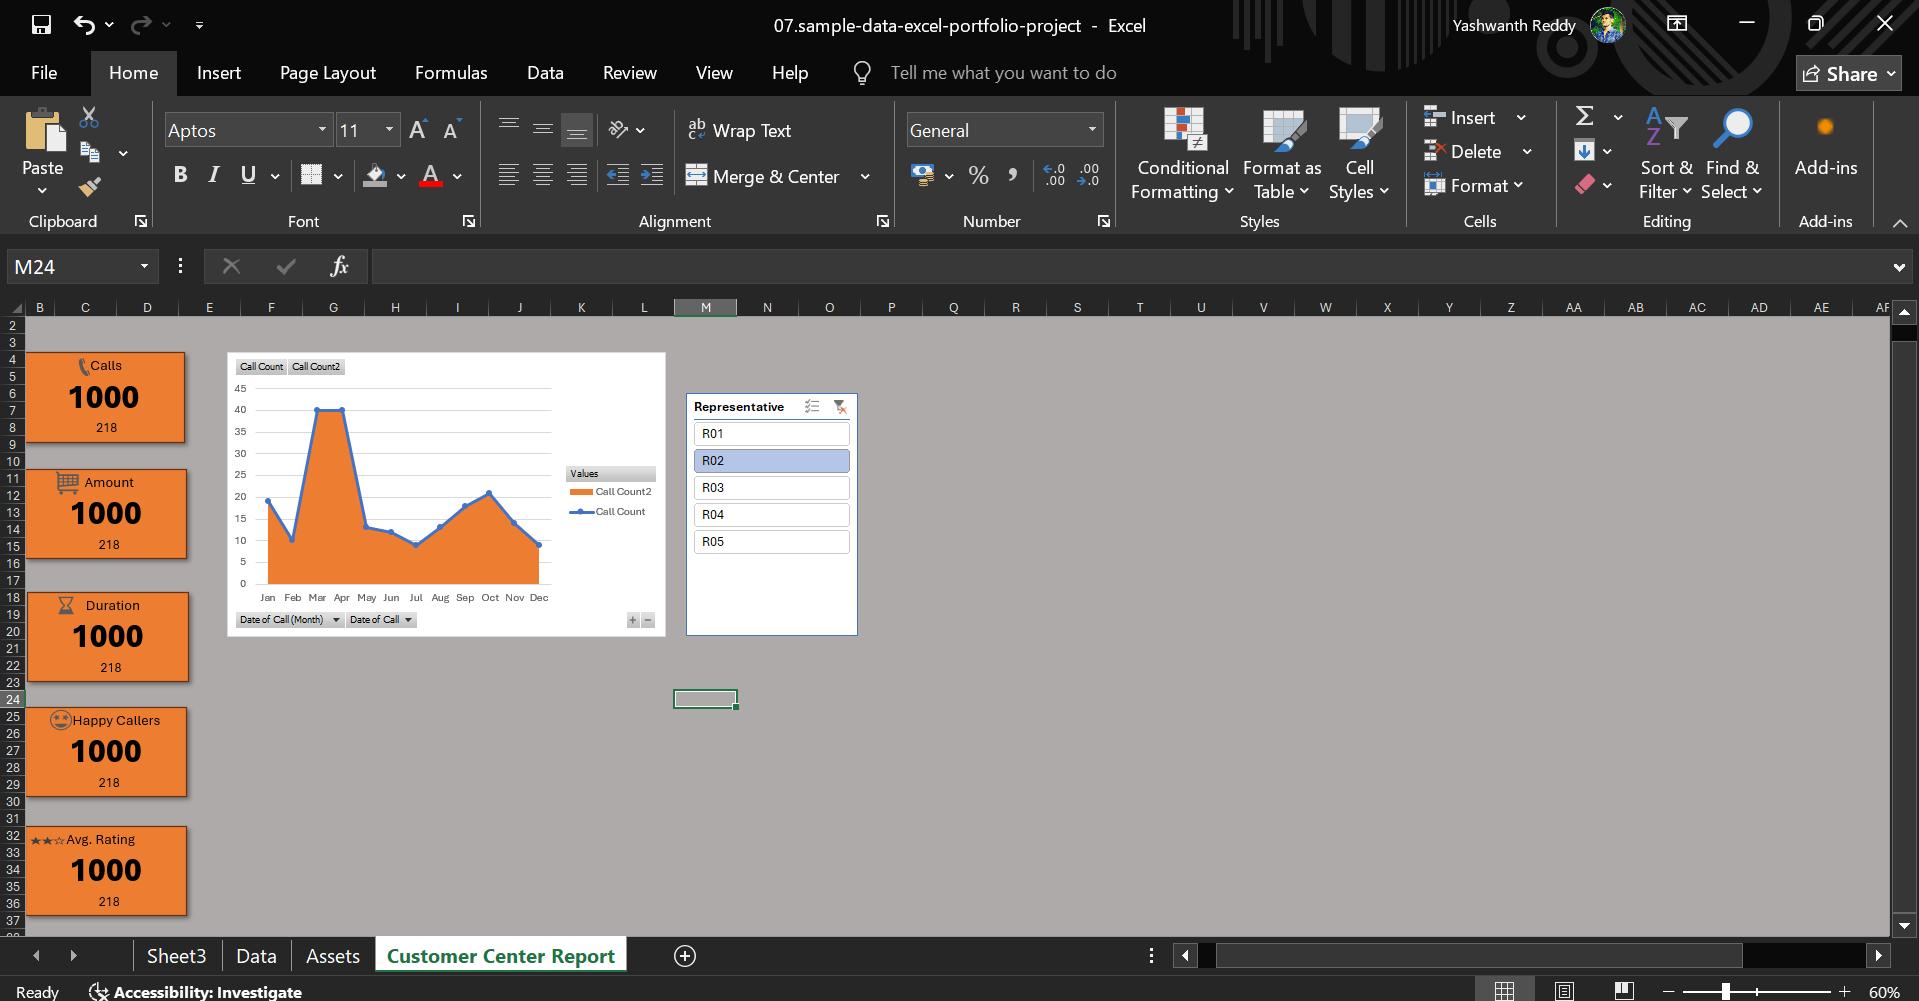 07.sample-data-excel-portfolio-project - Excel
Yashwanth Reddy
File Home Insert Page Layout Formulas Data Review View Help Tell me what you want to do
Share
Paste
Clipboard
Aptos 11
B I U A
Font
Wrap Text
Merge & Center
Alignment
General
% 
Number
Conditional Formatting
Format as Table
Cell Styles
Styles
Insert
Delete
Format
Cells
Sort & Filter
Find & Select
Editing
Add-ins
Add-ins
M24
fx
B C D E F G H I J K L M N O P Q R S T U V W X Y Z AA AB AC AD AE AF
2
3
4
5
6
7
8
9
10
11
12
13
14
15
16
17
18
19
20
21
22
23
24
25
26
27
28
29
30
31
32
33
34
35
36
37
Calls
1000
218
Amount
1000
218
Duration
1000
218
Happy Callers
1000
218
Avg. Rating
1000
218
Call Count Call Count2
45
40
35
30
25
20
15
10
5
0
Jan Feb Mar Apr May Jun Jul Aug Sep Oct Nov Dec
Values
Call Count2
Call Count
Date of Call (Month) Date of Call
Representative
R01
R02
R03
R04
R05
Sheet3 Data Assets Customer Center Report
Ready Accessibility: Investigate
60%